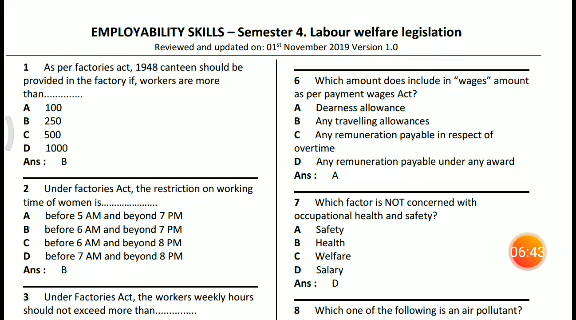 EMPLOYABILITY SKILLS – Semester 4. Labour welfare legislation
Reviewed and updated on: 01st November 2019 Version 1.0
1 As per factories act, 1948 canteen should be
provided in the factory if, workers are more
than..............
A 100
B 250
C 500
D 1000
Ans : B
2 Under factories Act, the restriction on working
time of women is......................
A before 5 AM and beyond 7 PM
B before 6 AM and beyond 7 PM
C before 6 AM and beyond 8 PM
D before 7 AM and beyond 8 PM
Ans : B
3 Under Factories Act, the workers weekly hours
should not exceed more than...............
6 Which amount does include in “wages” amount
as per payment wages Act?
A Dearness allowance
B Any travelling allowances
C Any remuneration payable in respect of
overtime
D Any remuneration payable under any award
Ans : A
7 Which factor is NOT concerned with
occupational health and safety?
A Safety
B Health
C Welfare
D Salary
Ans : D
8 Which one of the following is an air pollutant?
06:43